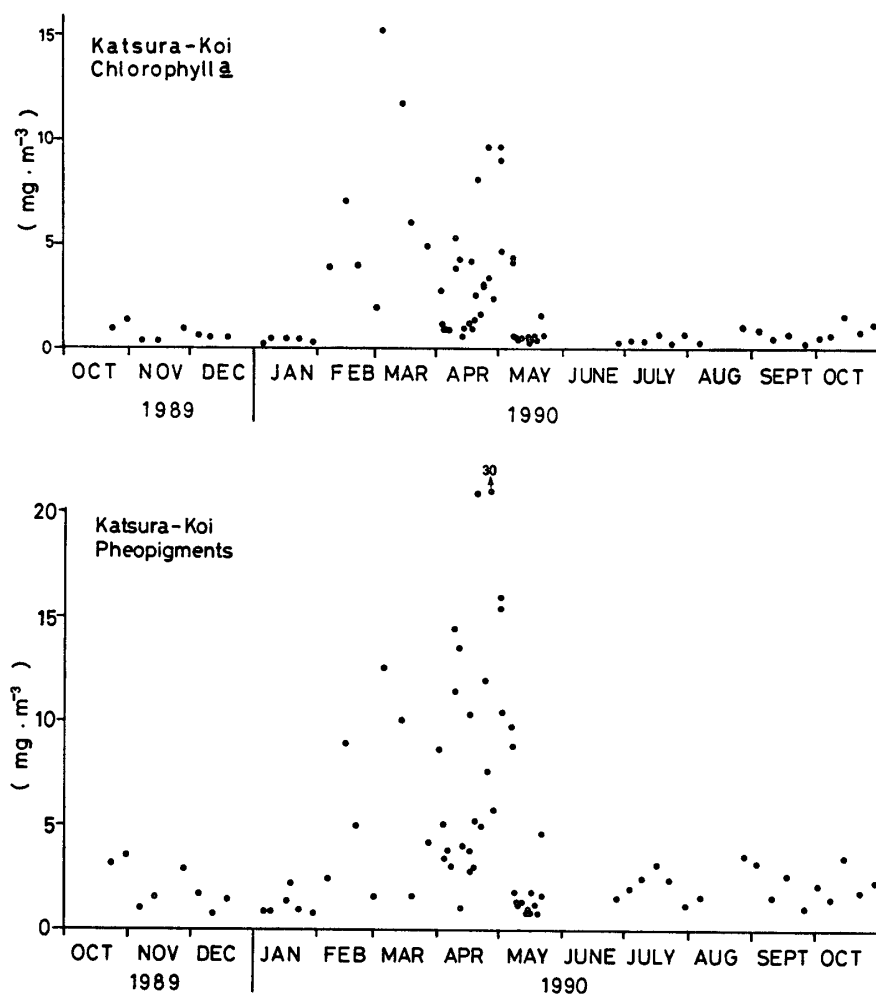 Katsura-Koi
Chlorophyll a
( mg · m⁻³ )
15
10
5
0
OCT NOV DEC JAN FEB MAR APR MAY JUNE JULY AUG SEPT OCT
1989 1990
30
Katsura-Koi
Pheopigments
( mg · m⁻³ )
20
15
10
5
0
OCT NOV DEC JAN FEB MAR APR MAY JUNE JULY AUG SEPT OCT
1989 1990